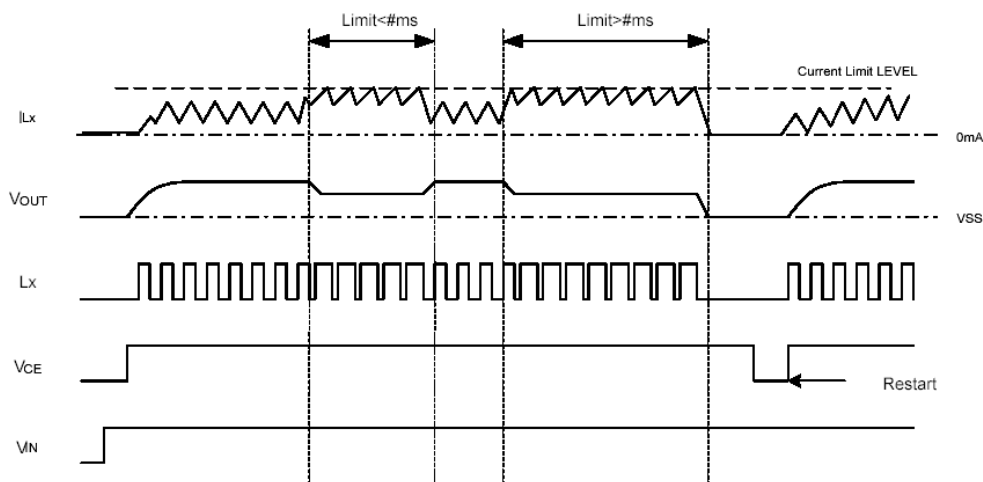 Limit<#ms
Limit>#ms
Current Limit LEVEL
ILx
0mA
VOUT
VSS
Lx
VCE
Restart
VIN